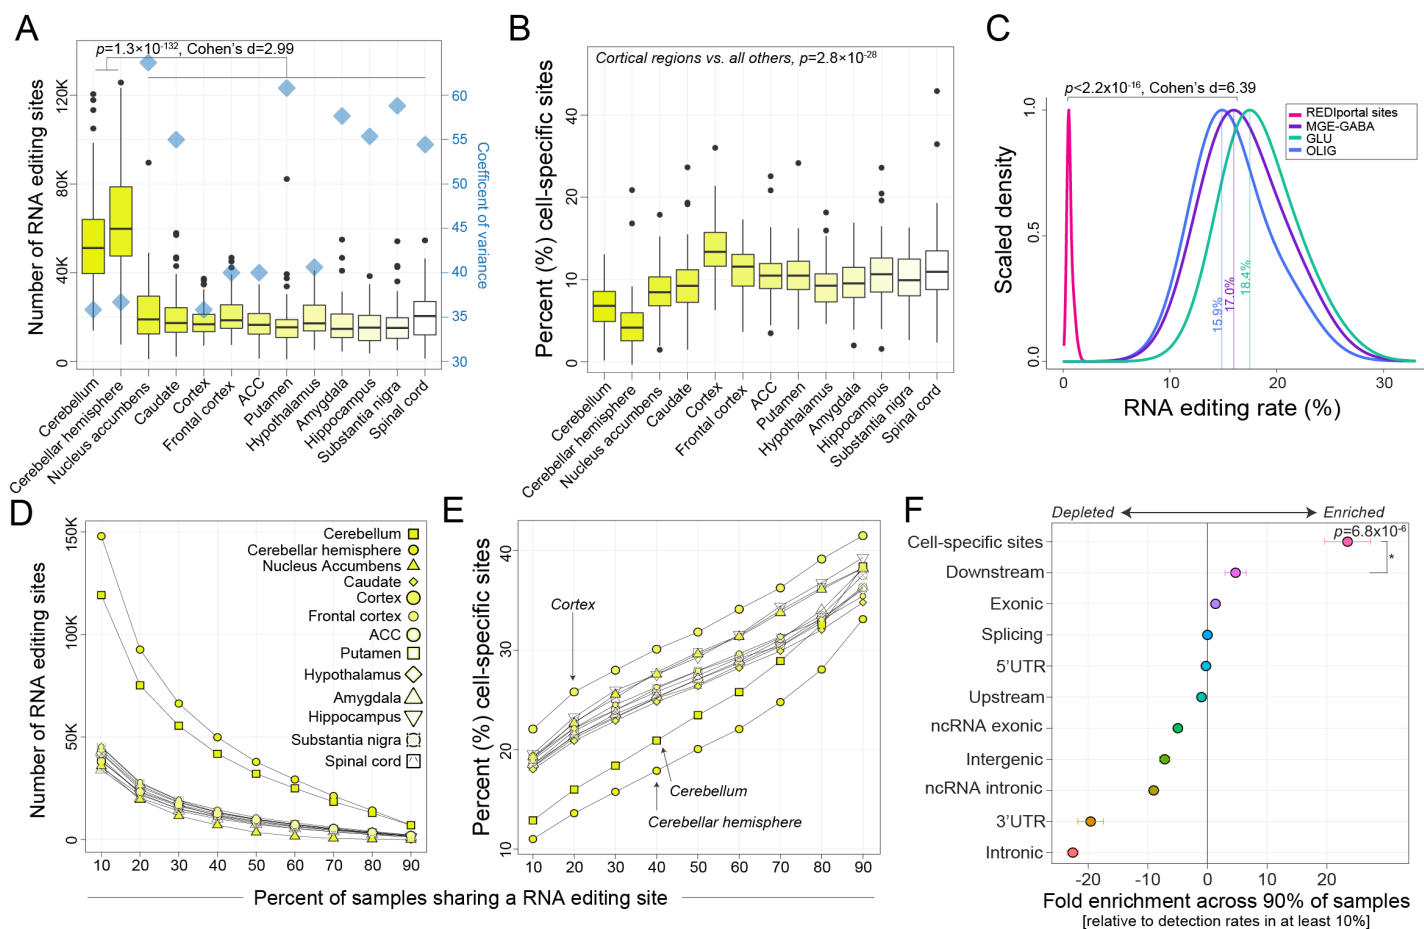 A
p=1.3×10-132, Cohen's d=2.99
Number of RNA editing sites
120K
80K
40K
0
60
55
50
45
40
35
30
Coefficent of variance
Cerebellum
Cerebellar hemisphere
Nucleus accumbens
Caudate
Cortex
Frontal cortex
ACC
Putamen
Hypothalamus
Amygdala
Hippocampus
Substantia nigra
Spinal cord
B
Cortical regions vs. all others, p=2.8×10-28
Percent (%) cell-specific sites
40
20
10
0
Cerebellum
Cerebellar hemisphere
Nucleus accumbens
Caudate
Cortex
Frontal cortex
ACC
Putamen
Hypothalamus
Amygdala
Hippocampus
Substantia nigra
Spinal cord
C
p<2.2x10-16, Cohen's d=6.39
REDIportal sites
MGE-GABA
GLU
OLIG
Scaled density
1.0
0.5
0.0
15.9%
17.0%
18.4%
0 10 20 30
RNA editing rate (%)
D
Number of RNA editing sites
150K
100K
50K
0
Cerebellum
Cerebellar hemisphere
Nucleus Accumbens
Caudate
Cortex
Frontal cortex
ACC
Putamen
Hypothalamus
Amygdala
Hippocampus
Substantia nigra
Spinal cord
10 20 30 40 50 60 70 80 90
E
Percent (%) cell-specific sites
40
30
20
10
Cortex
Cerebellum
Cerebellar hemisphere
10 20 30 40 50 60 70 80 90
Percent of samples sharing a RNA editing site
F
Depleted Enriched
p=6.8x10-6
*
Cell-specific sites
Downstream
Exonic
Splicing
5'UTR
Upstream
ncRNA exonic
Intergenic
ncRNA intronic
3'UTR
Intronic
-20 -10 0 10 20
Fold enrichment across 90% of samples
[relative to detection rates in at least 10%]